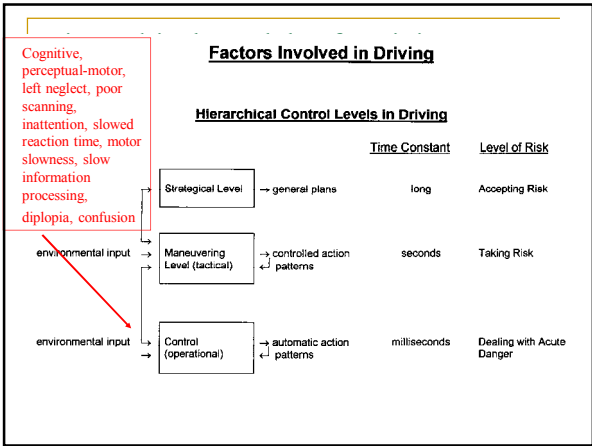 Factors Involved in Driving
Cognitive,
perceptual-motor,
left neglect, poor
scanning,
inattention, slowed
reaction time, motor
slowness, slow
information
processing,
diplopia, confusion
Hierarchical Control Levels in Driving
Time Constant Level of Risk
Strategical Level → general plans long Accepting Risk
environmental input → Maneuvering Level (tactical) → controlled action patterns seconds Taking Risk
environmental input → Control (operational) → automatic action patterns milliseconds Dealing with Acute Danger